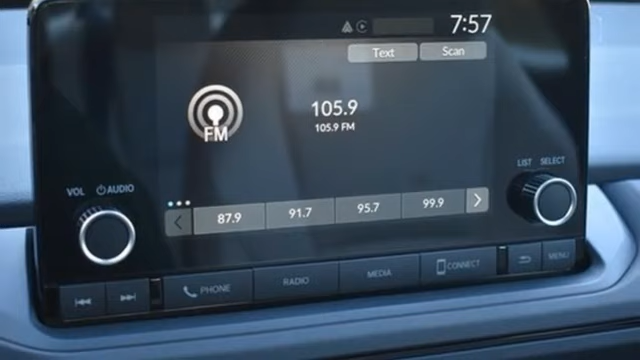 7:57
Text Scan
FM
105.9
105.9 FM
VOL AUDIO
LIST SELECT
87.9 91.7 95.7 99.9
PHONE RADIO MEDIA CONNECT MENU